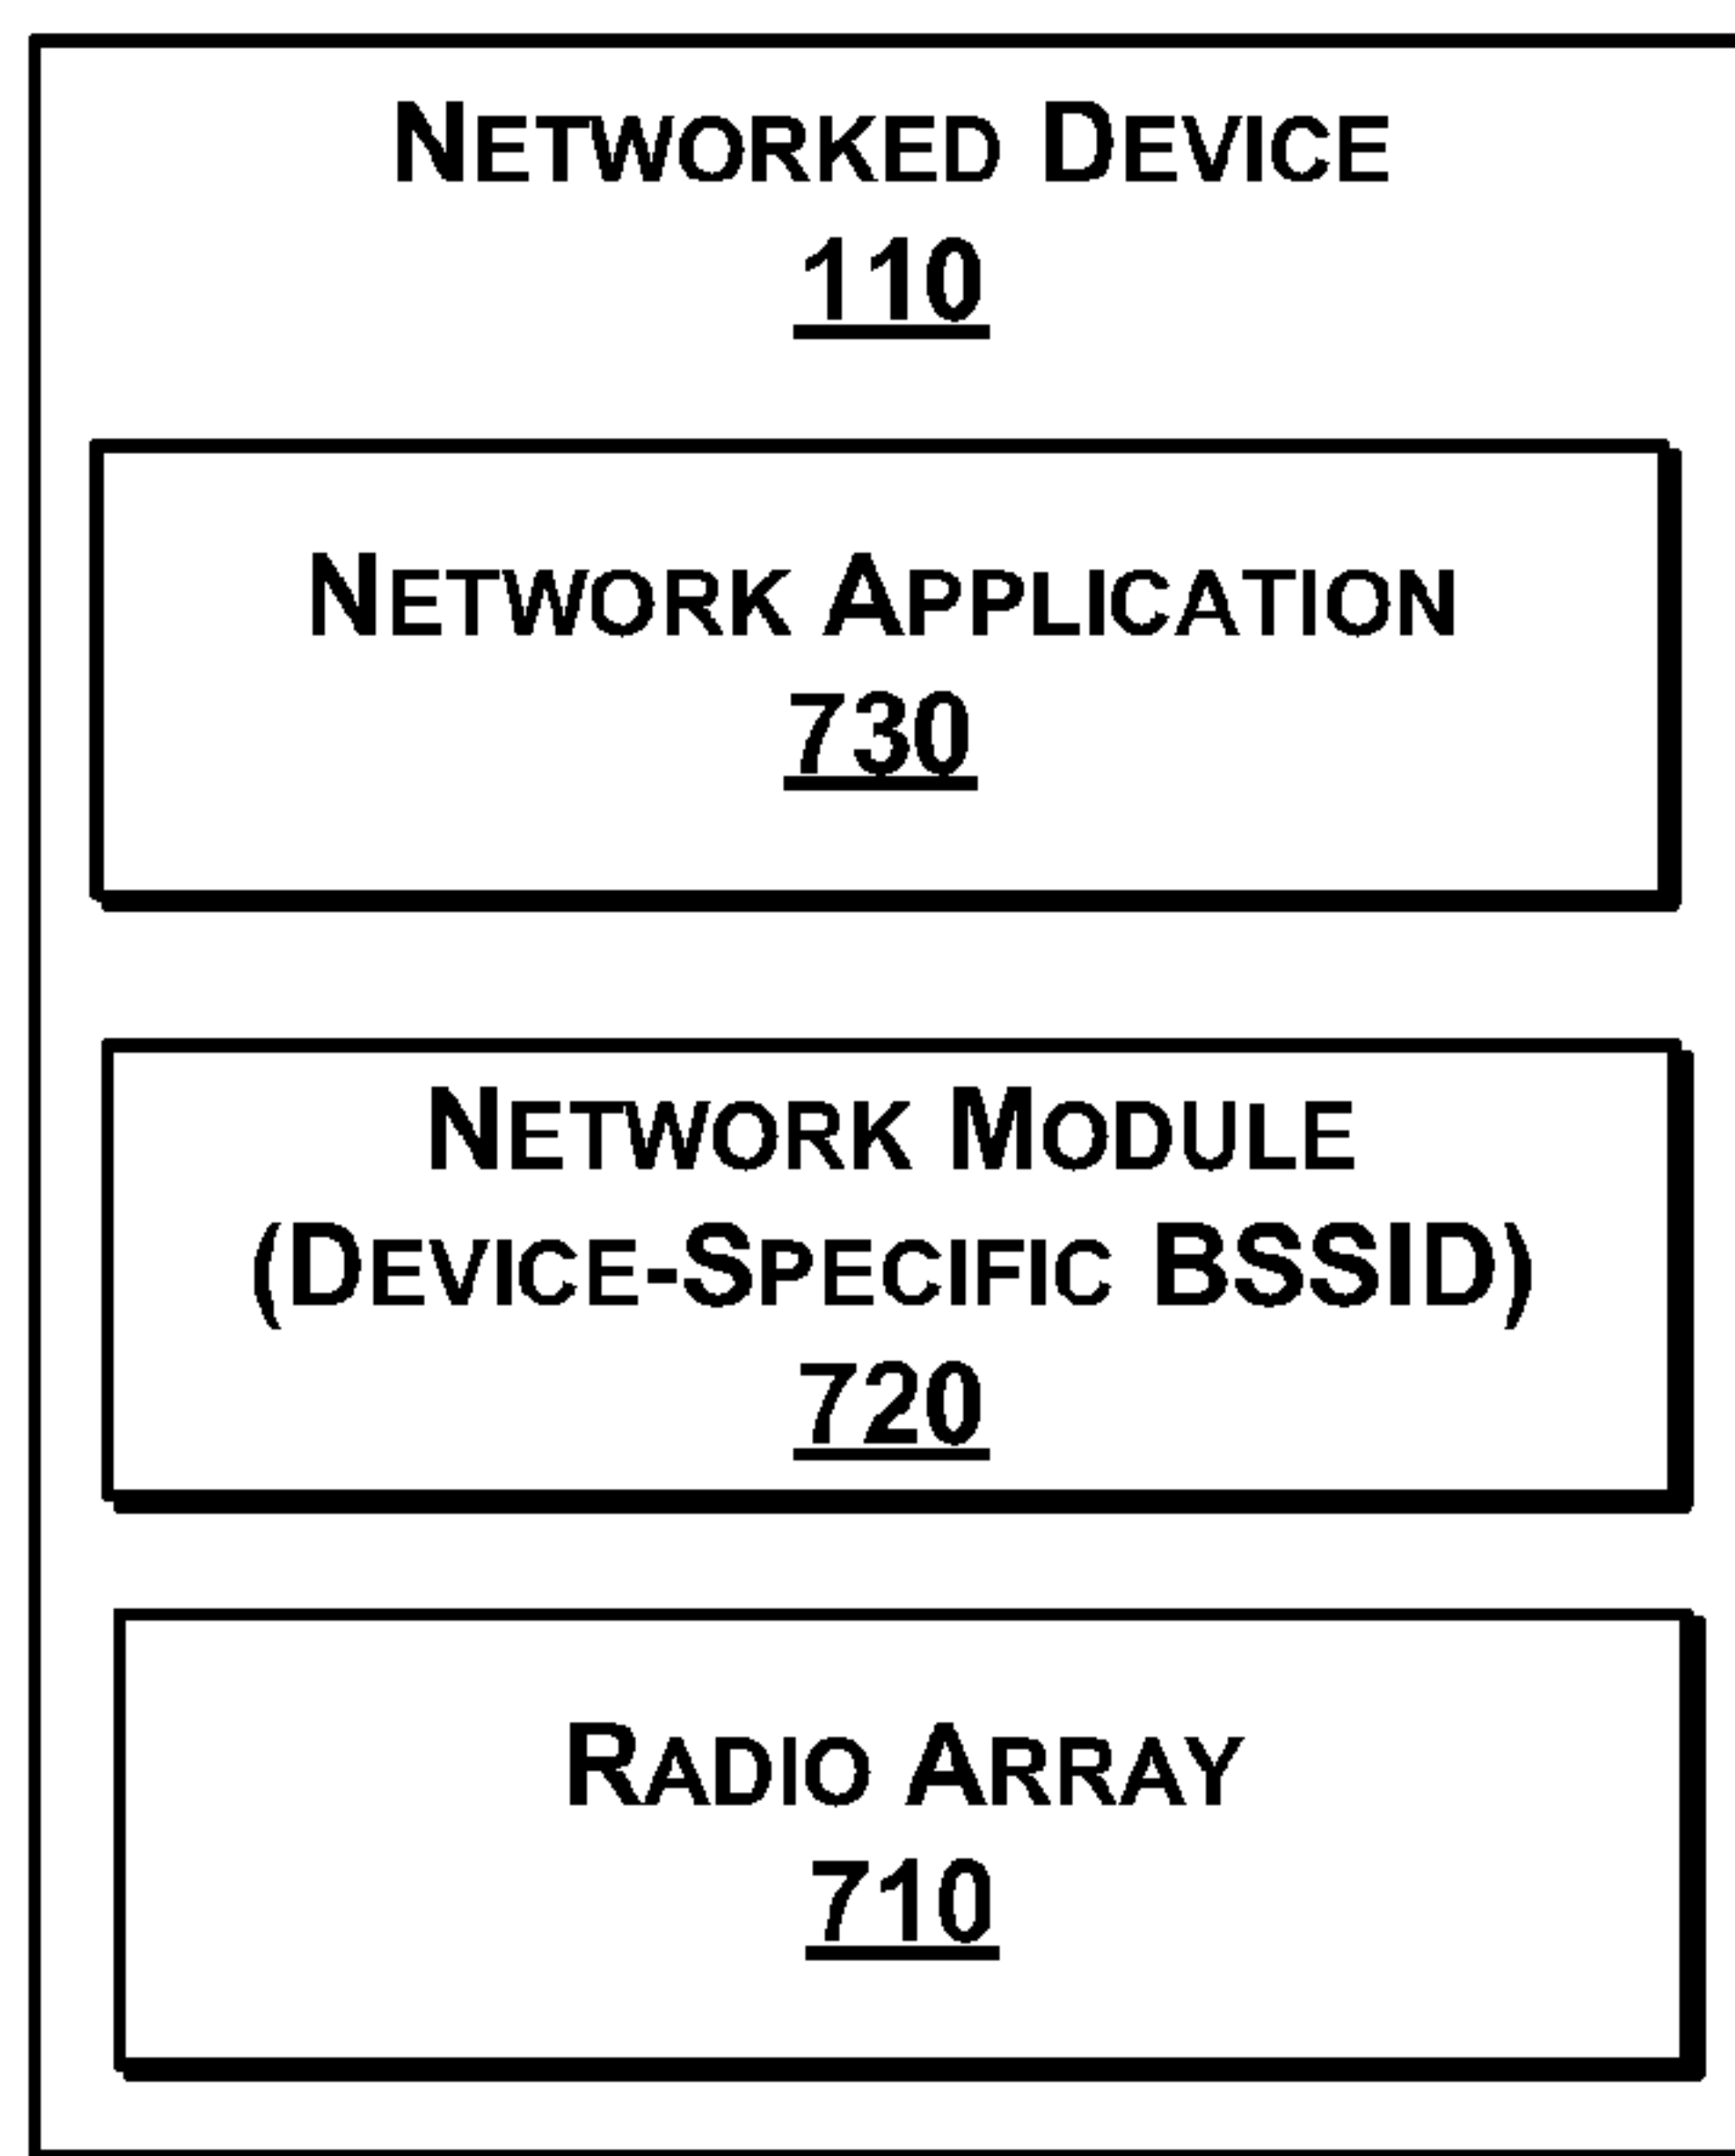 NETWORKED DEVICE
110
NETWORK APPLICATION
730
NETWORK MODULE
(DEVICE-SPECIFIC BSSID)
720
RADIO ARRAY
710